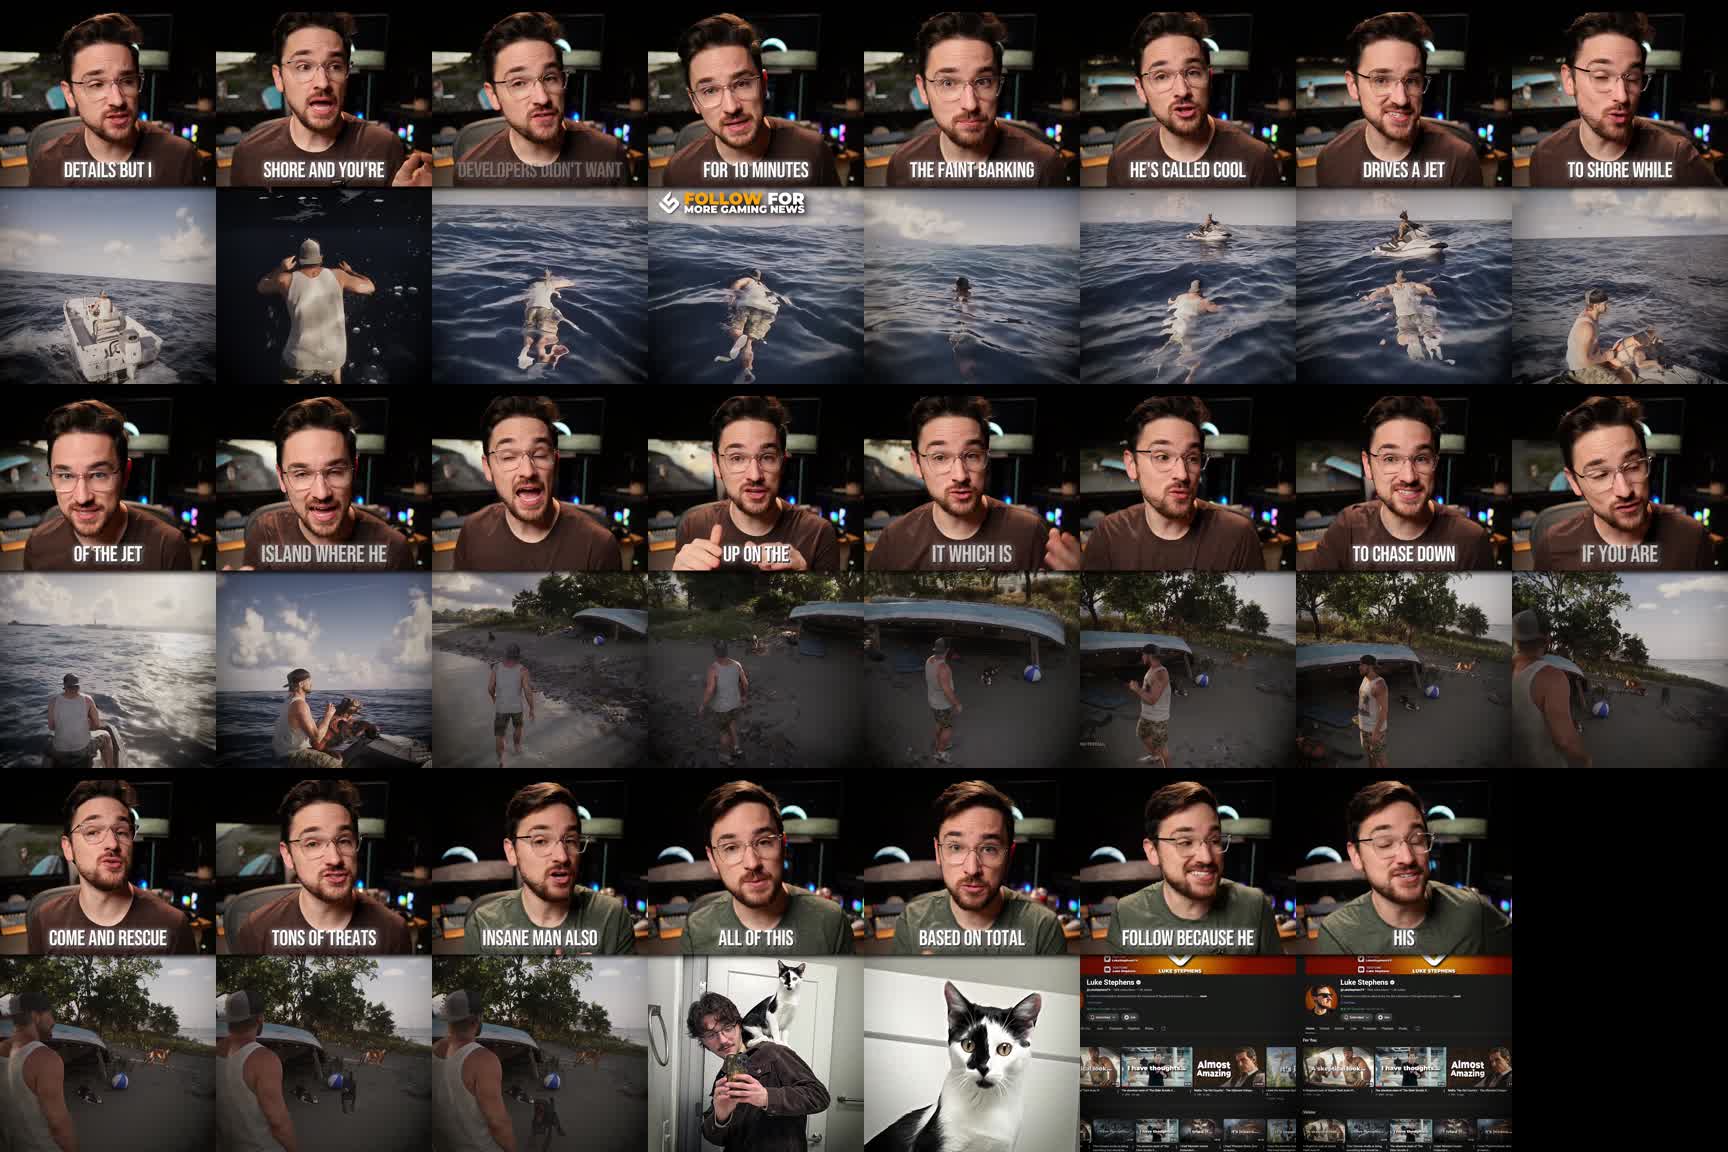 DETAILS BUT I
SHORE AND YOU'RE
DEVELOPERS DIDN'T WANT
FOR 10 MINUTES
THE FAINT BARKING
HE'S CALLED COOL
DRIVES A JET
TO SHORE WHILE
FOLLOW FOR
MORE GAMING NEWS
OF THE JET
ISLAND WHERE HE
UP ON THE
IT WHICH IS
TO CHASE DOWN
IF YOU ARE
COME AND RESCUE
TONS OF TREATS
INSANE MAN ALSO
ALL OF THIS
BASED ON TOTAL
FOLLOW BECAUSE HE
HIS
LUKE STEPHENS
Luke Stephens
I have thoughts...
Almost
Amazing
LUKE STEPHENS
Luke Stephens
For You
A skeptical look...
I have thoughts...
Almost
Amazing